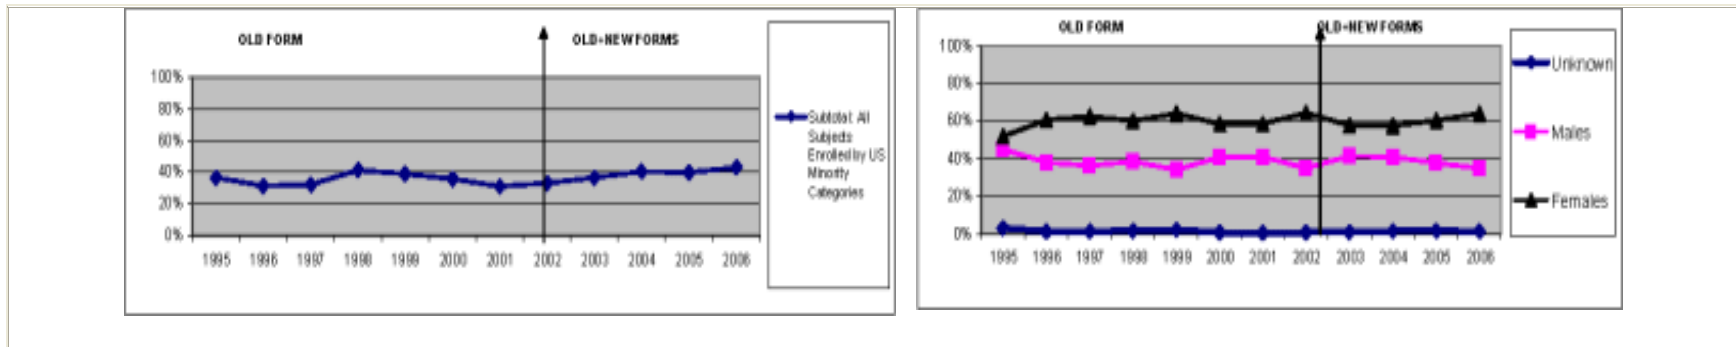 OLD FORM
OLD+NEW FORMS
100%
80%
60%
40%
20%
0%
1995 1996 1997 1998 1999 2000 2001 2002 2003 2004 2005 2006
Subtotal: All
Subjects
Enrolled by US
Minority
Categories
OLD FORM
OLD+NEW FORMS
100%
80%
60%
40%
20%
0%
1995 1996 1997 1998 1999 2000 2001 2002 2003 2004 2005 2006
Unknown
Males
Females